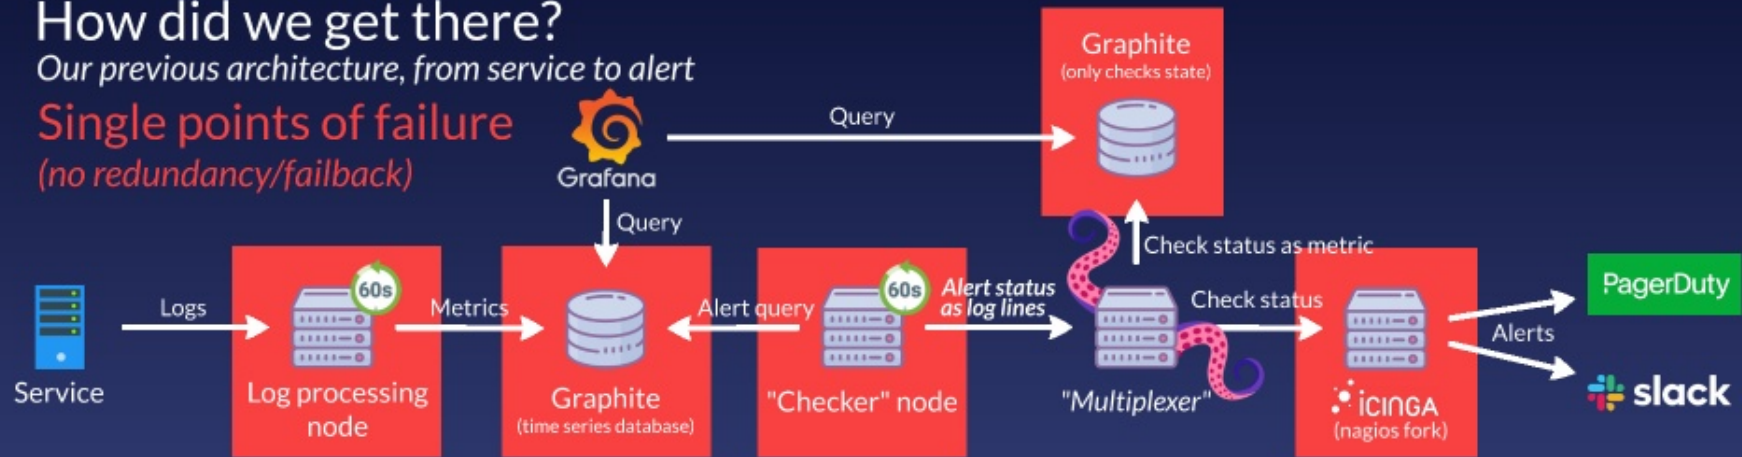 How did we get there?
Our previous architecture, from service to alert
Single points of failure
(no redundancy/failback)
Grafana
Query
Query
Graphite
(only checks state)
Check status as metric
Service
Logs
60s
Log processing
node
Metrics
Graphite
(time series database)
Alert query
60s
"Checker" node
Alert status
as log lines
"Multiplexer"
Check status
iCINGA
(nagios fork)
Alerts
PagerDuty
slack